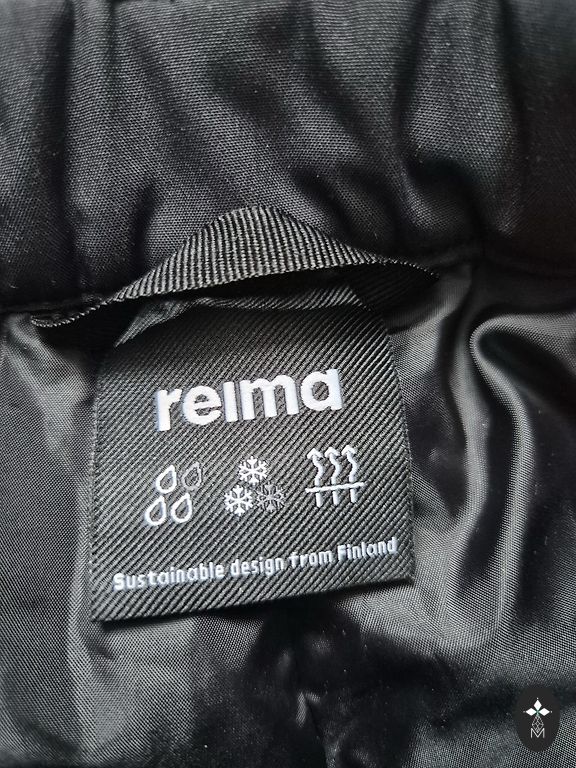 reima
Sustainable design from Finland